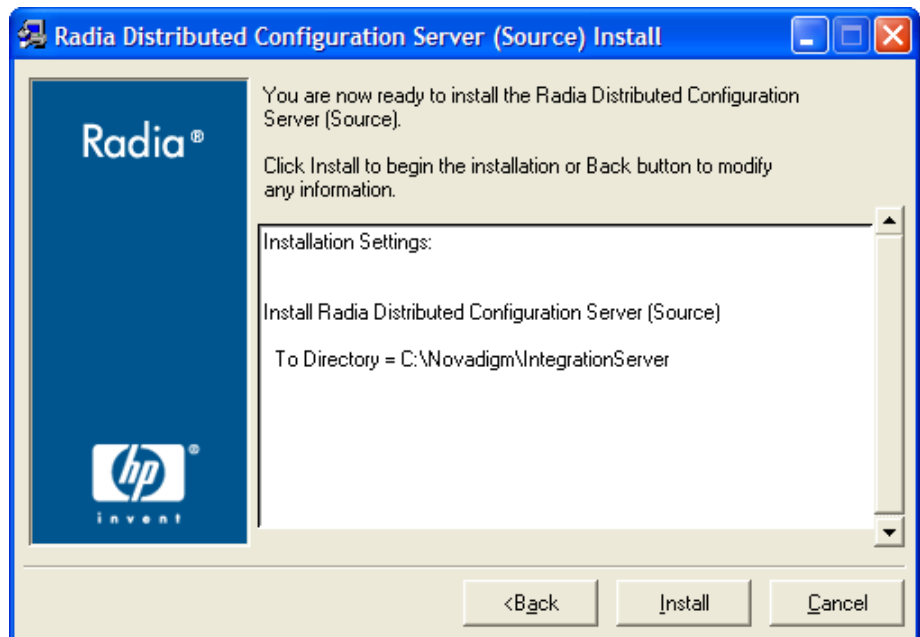 Radia Distributed Configuration Server (Source) Install
Radia®
You are now ready to install the Radia Distributed Configuration
Server (Source).
Click Install to begin the installation or Back button to modify
any information.
Installation Settings:
Install Radia Distributed Configuration Server (Source)
To Directory = C:\Novadigm\IntegrationServer
hp®
invent
<Back
Install
Cancel